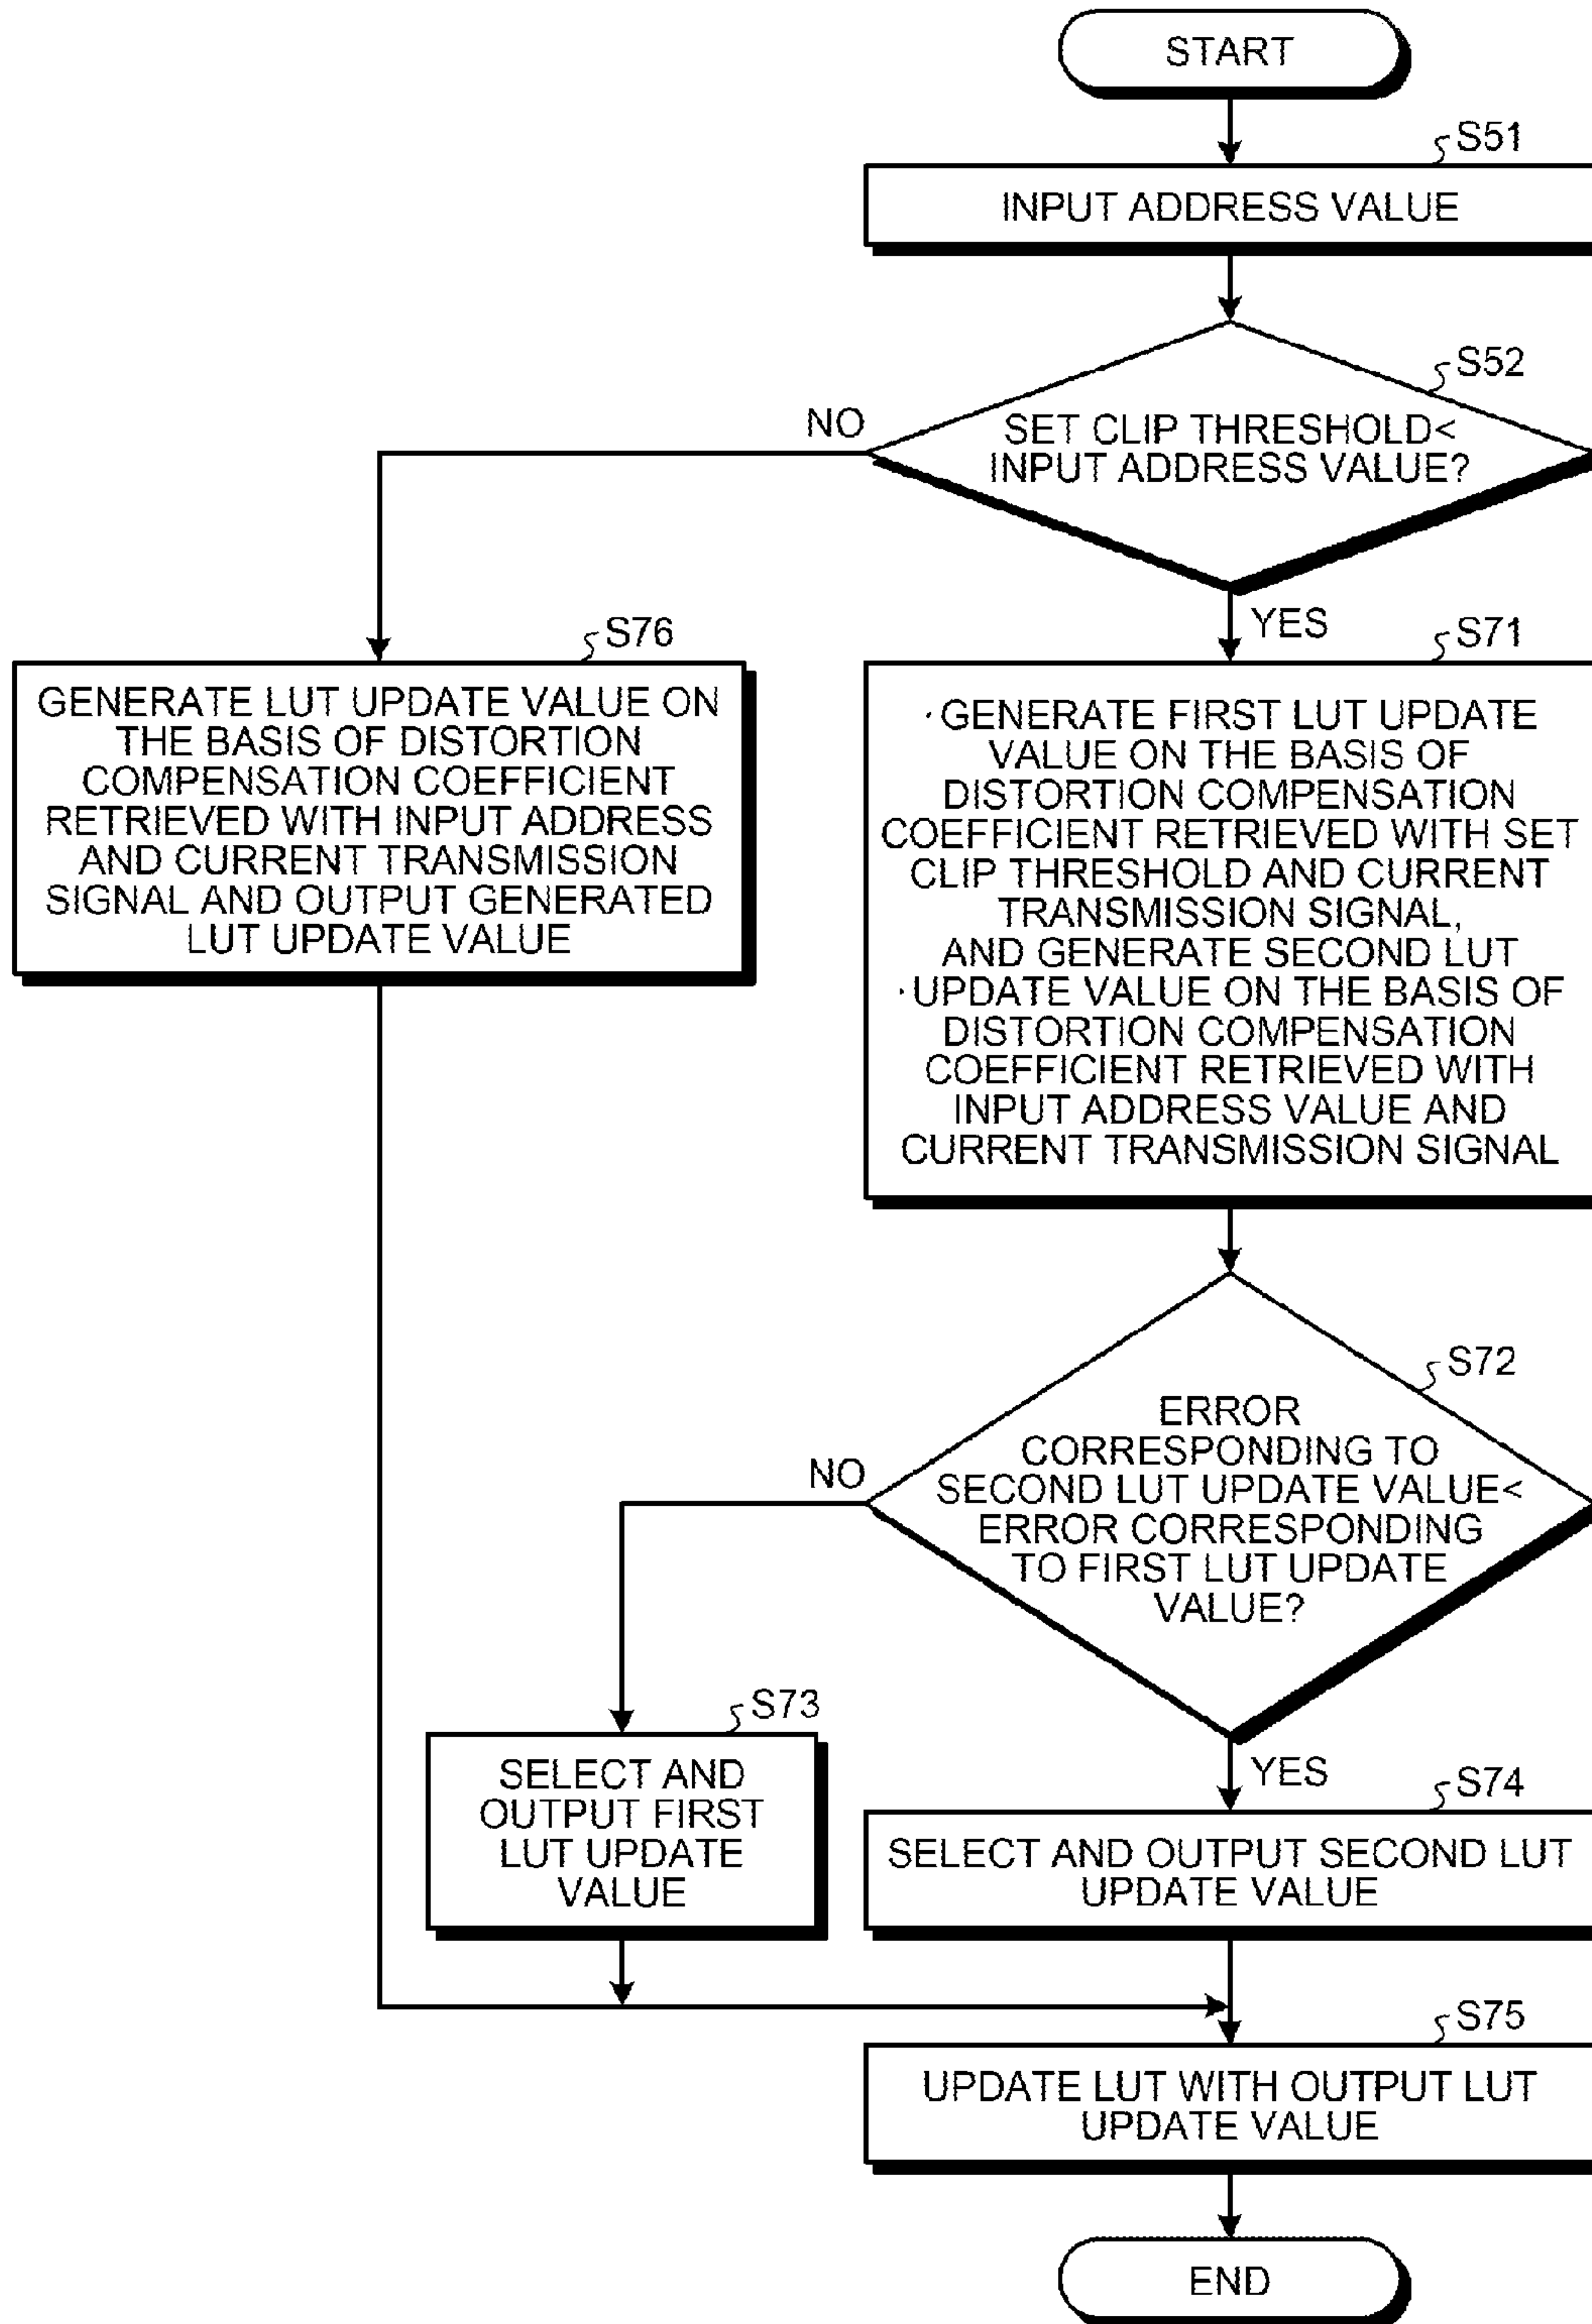 START
S51
INPUT ADDRESS VALUE
S52
SET CLIP THRESHOLD<
INPUT ADDRESS VALUE?
NO
YES
S76
GENERATE LUT UPDATE VALUE ON
THE BASIS OF DISTORTION
COMPENSATION COEFFICIENT
RETRIEVED WITH INPUT ADDRESS
AND CURRENT TRANSMISSION
SIGNAL AND OUTPUT GENERATED
LUT UPDATE VALUE
S71
·GENERATE FIRST LUT UPDATE
VALUE ON THE BASIS OF
DISTORTION COMPENSATION
COEFFICIENT RETRIEVED WITH SET
CLIP THRESHOLD AND CURRENT
TRANSMISSION SIGNAL,
AND GENERATE SECOND LUT
·UPDATE VALUE ON THE BASIS OF
DISTORTION COMPENSATION
COEFFICIENT RETRIEVED WITH
INPUT ADDRESS VALUE AND
CURRENT TRANSMISSION SIGNAL
S72
ERROR
CORRESPONDING TO
SECOND LUT UPDATE VALUE<
ERROR CORRESPONDING
TO FIRST LUT UPDATE
VALUE?
NO
YES
S73
SELECT AND
OUTPUT FIRST
LUT UPDATE
VALUE
S74
SELECT AND OUTPUT SECOND LUT
UPDATE VALUE
S75
UPDATE LUT WITH OUTPUT LUT
UPDATE VALUE
END